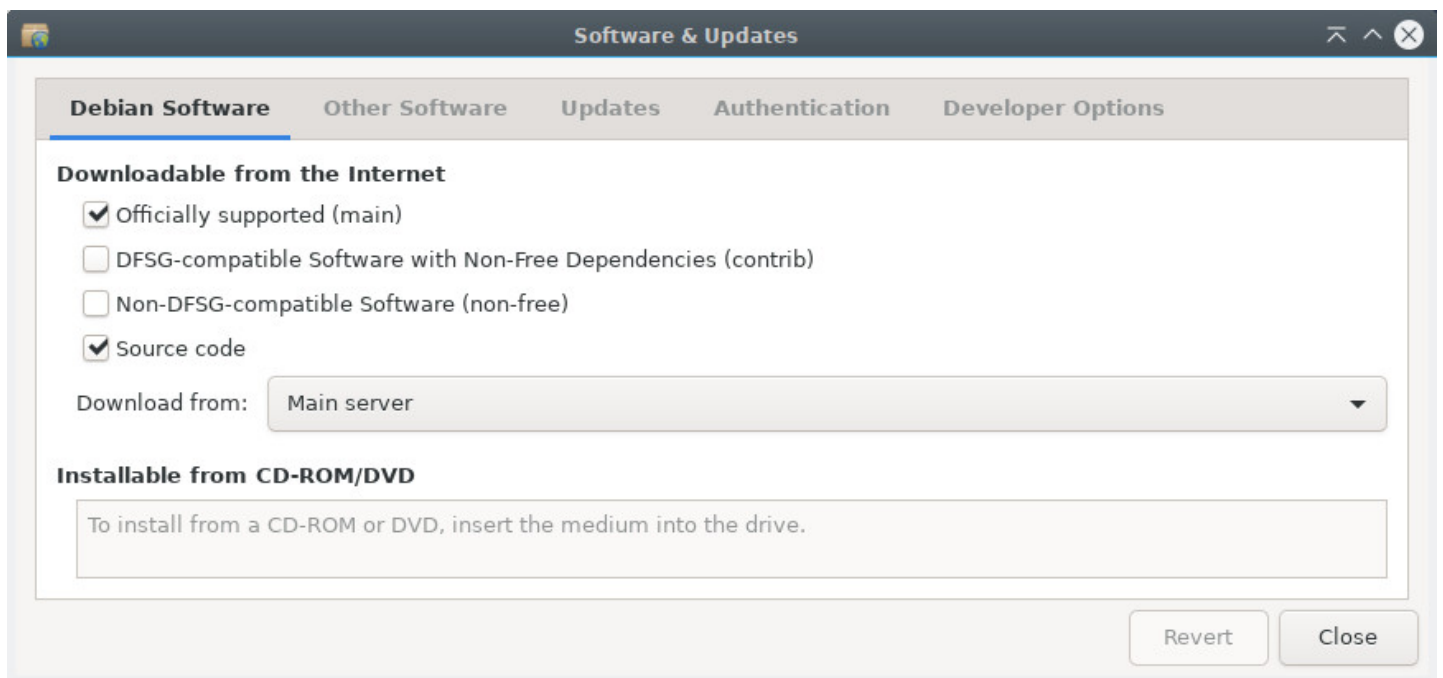 Software & Updates
Debian Software Other Software Updates Authentication Developer Options
Downloadable from the Internet
Officially supported (main)
DFSG-compatible Software with Non-Free Dependencies (contrib)
Non-DFSG-compatible Software (non-free)
Source code
Download from: Main server
Installable from CD-ROM/DVD
To install from a CD-ROM or DVD, insert the medium into the drive.
Revert Close